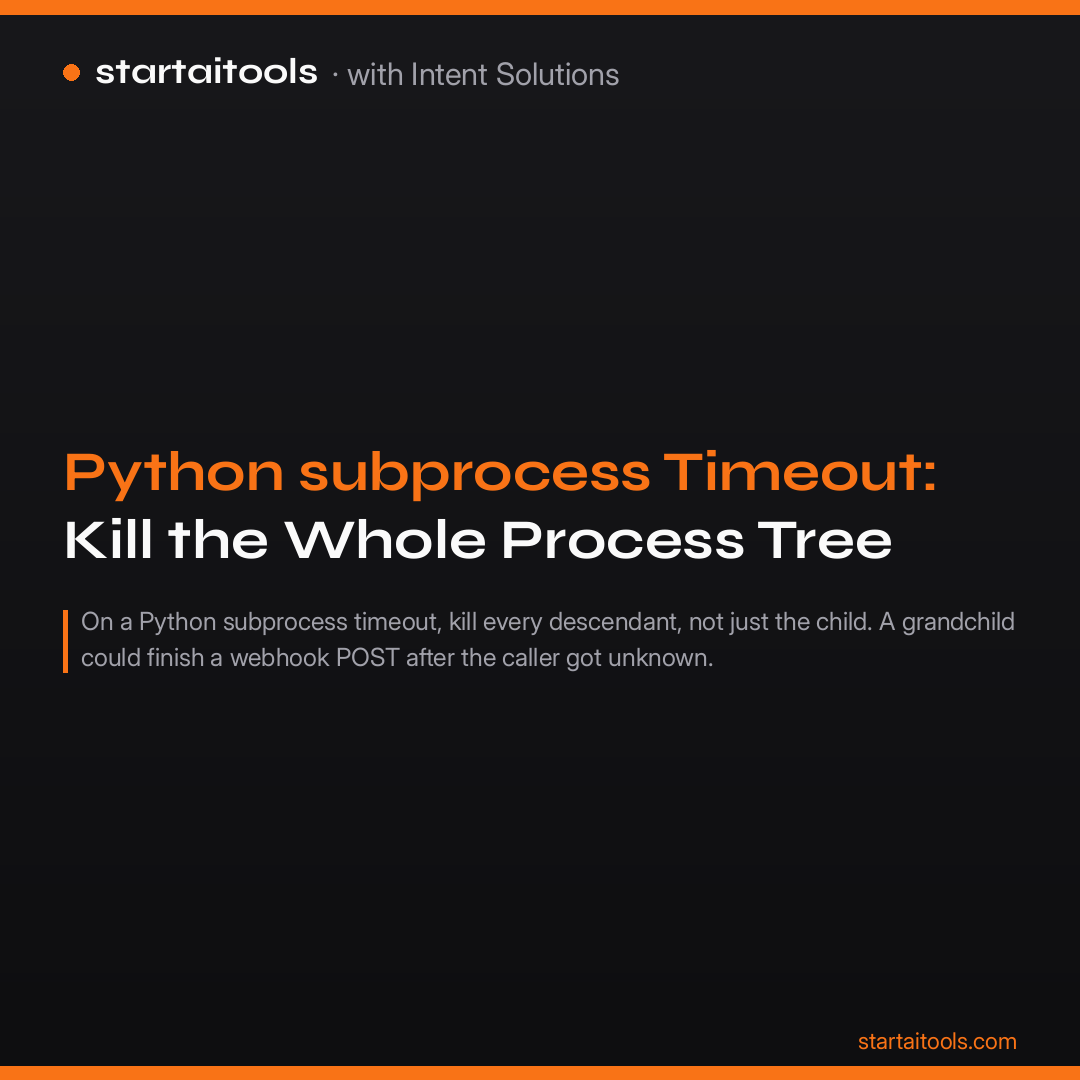 startaitools · with Intent Solutions
Python subprocess Timeout:
Kill the Whole Process Tree
On a Python subprocess timeout, kill every descendant, not just the child. A grandchild
could finish a webhook POST after the caller got unknown.
startaitools.com